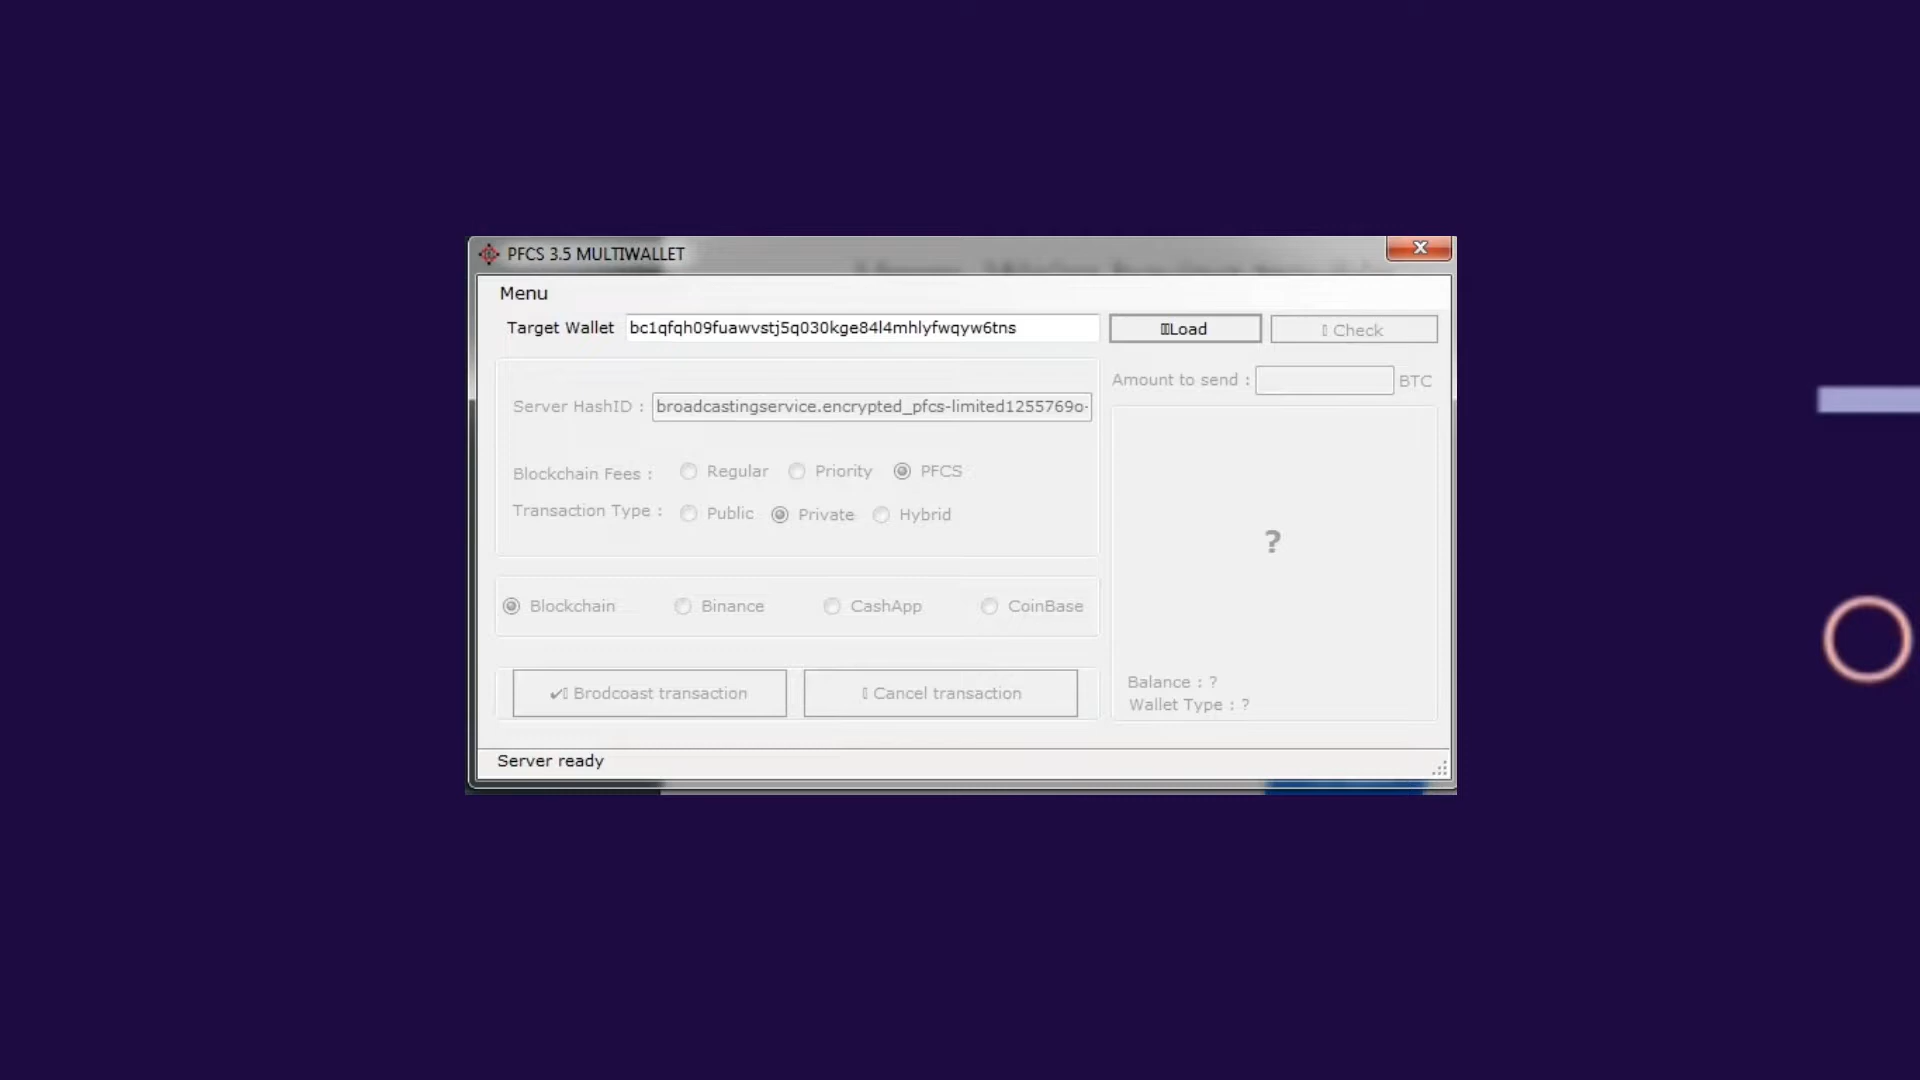 PFCS 3.5 MULTIWALLET
Menu
Target Wallet bc1qfqh09fuawvstj5q030kge84l4mhlyfwqyw6tns Load Check
Amount to send : BTC
Server HashID : broadcastingservice.encrypted_pfcs-limited1255769o-
Blockchain Fees : Regular Priority PFCS
Transaction Type : Public Private Hybrid
?
Blockchain Binance CashApp CoinBase
✔ Brodcoast transaction Cancel transaction
Balance : ?
Wallet Type : ?
Server ready